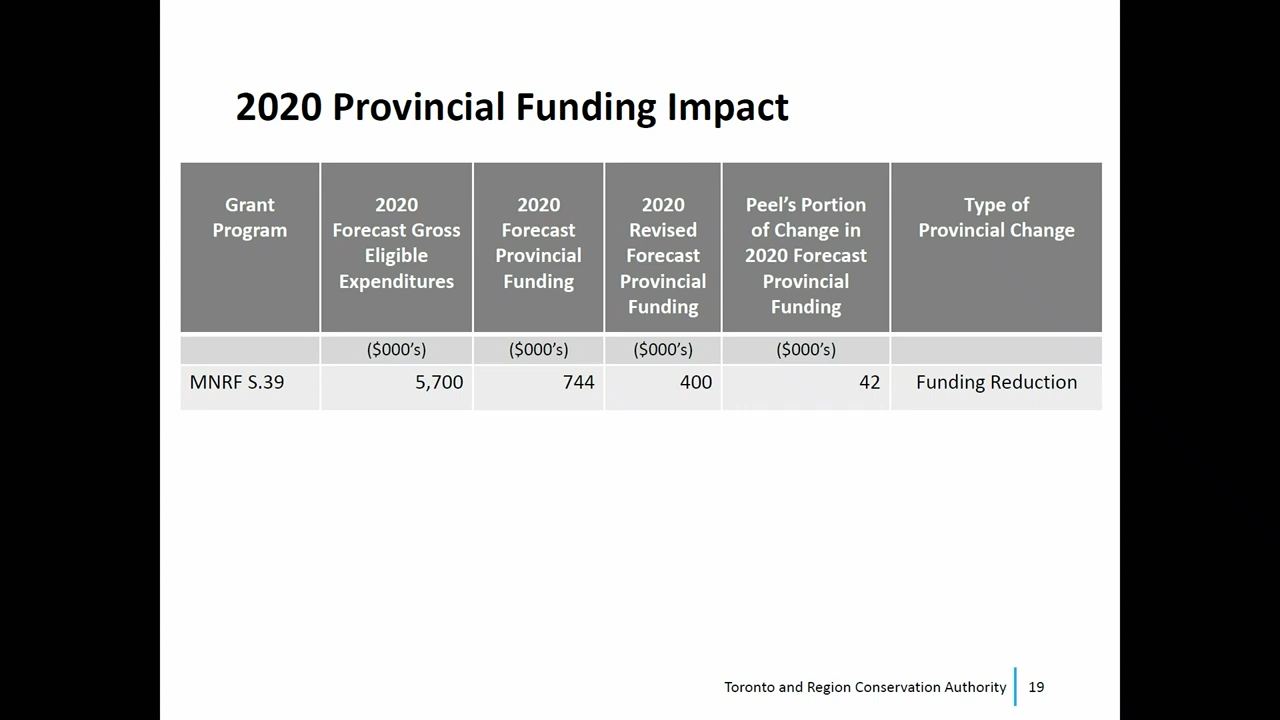 2020 Provincial Funding Impact
Grant
Program
2020
Forecast Gross
Eligible
Expenditures
2020
Forecast
Provincial
Funding
2020
Revised
Forecast
Provincial
Funding
Peel’s Portion
of Change in
2020 Forecast
Provincial
Funding
Type of
Provincial Change
($000’s)
($000’s)
($000’s)
($000’s)
MNRF S.39
5,700
744
400
42
Funding Reduction
Toronto and Region Conservation Authority
19